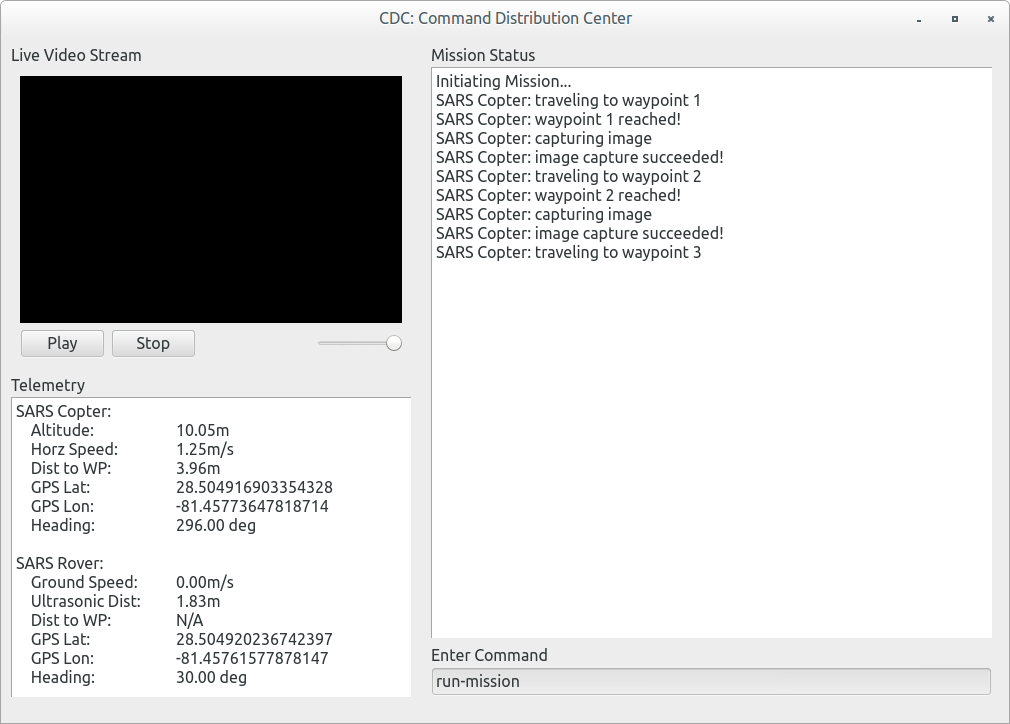 CDC: Command Distribution Center
Live Video Stream
Play
Stop
Telemetry
SARS Copter:
Altitude: 10.05m
Horz Speed: 1.25m/s
Dist to WP: 3.96m
GPS Lat: 28.504916903354328
GPS Lon: -81.45773647818714
Heading: 296.00 deg
SARS Rover:
Ground Speed: 0.00m/s
Ultrasonic Dist: 1.83m
Dist to WP: N/A
GPS Lat: 28.504920236742397
GPS Lon: -81.45761577878147
Heading: 30.00 deg
Mission Status
Initiating Mission...
SARS Copter: traveling to waypoint 1
SARS Copter: waypoint 1 reached!
SARS Copter: capturing image
SARS Copter: image capture succeeded!
SARS Copter: traveling to waypoint 2
SARS Copter: waypoint 2 reached!
SARS Copter: capturing image
SARS Copter: image capture succeeded!
SARS Copter: traveling to waypoint 3
Enter Command
run-mission